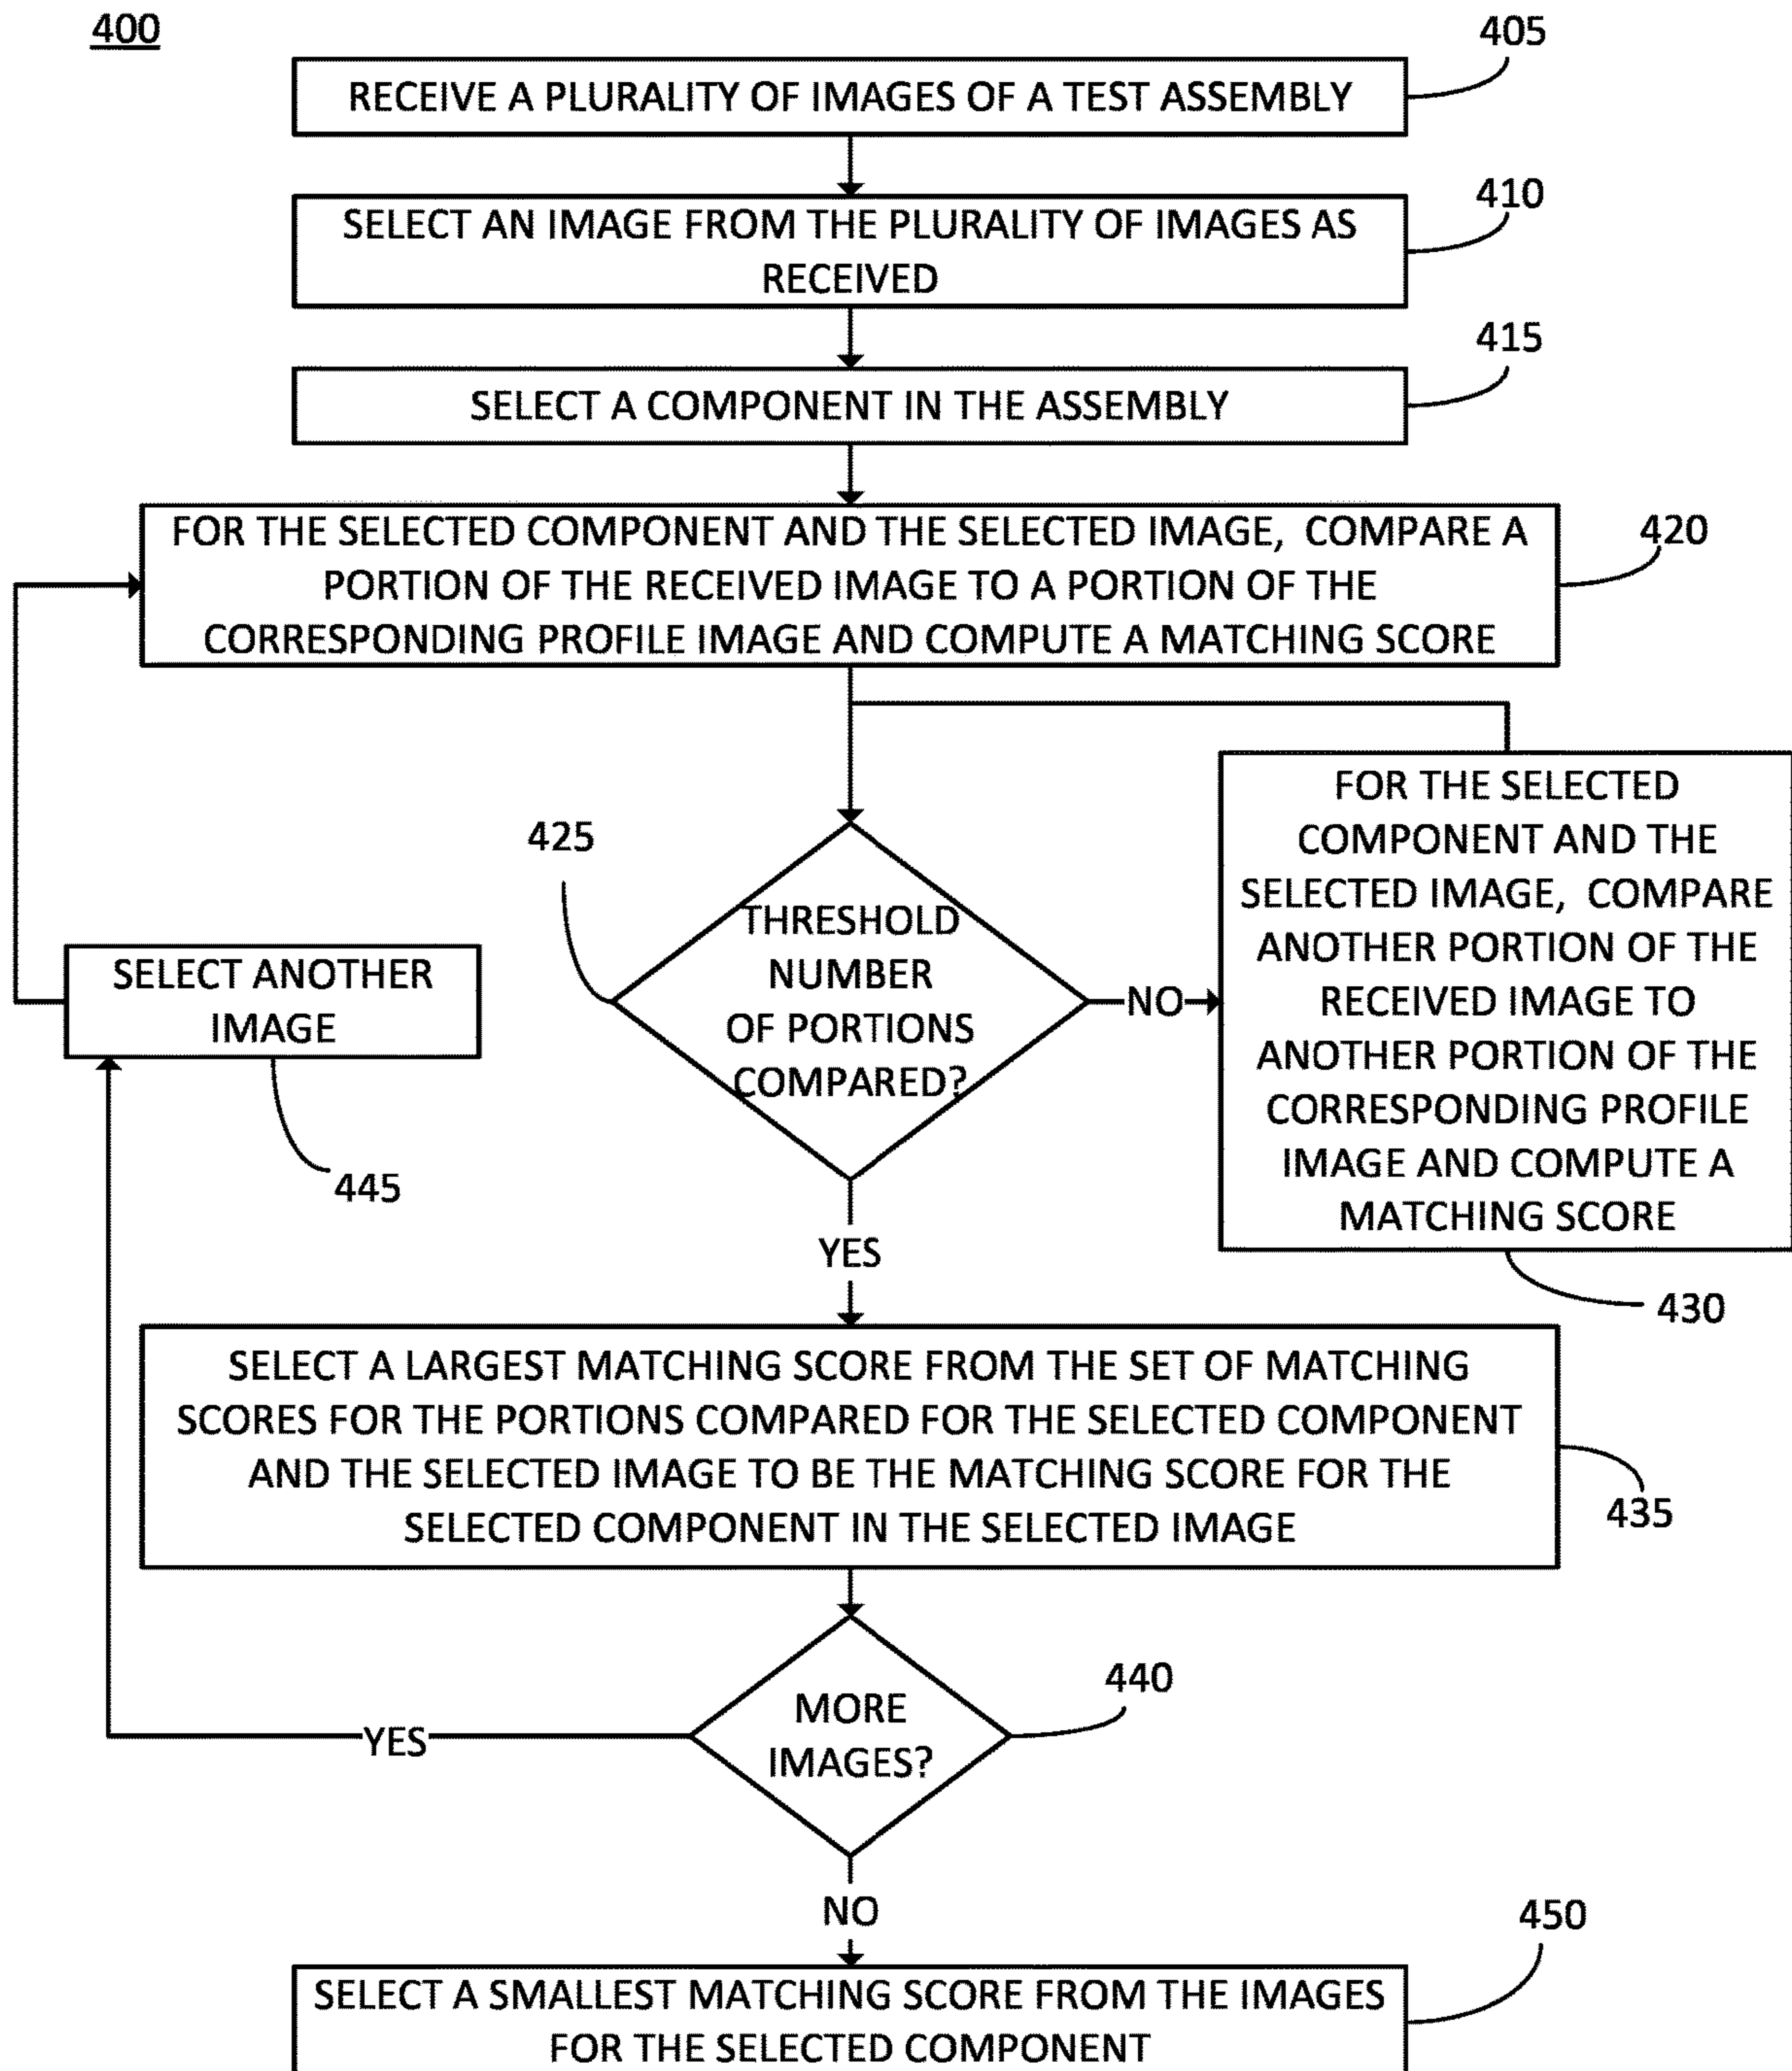 400
405
RECEIVE A PLURALITY OF IMAGES OF A TEST ASSEMBLY
410
SELECT AN IMAGE FROM THE PLURALITY OF IMAGES AS
RECEIVED
415
SELECT A COMPONENT IN THE ASSEMBLY
420
FOR THE SELECTED COMPONENT AND THE SELECTED IMAGE, COMPARE A
PORTION OF THE RECEIVED IMAGE TO A PORTION OF THE
CORRESPONDING PROFILE IMAGE AND COMPUTE A MATCHING SCORE
425
THRESHOLD
NUMBER
OF PORTIONS
COMPARED?
NO
FOR THE SELECTED
COMPONENT AND THE
SELECTED IMAGE, COMPARE
ANOTHER PORTION OF THE
RECEIVED IMAGE TO
ANOTHER PORTION OF THE
CORRESPONDING PROFILE
IMAGE AND COMPUTE A
MATCHING SCORE
430
SELECT ANOTHER
IMAGE
445
YES
SELECT A LARGEST MATCHING SCORE FROM THE SET OF MATCHING
SCORES FOR THE PORTIONS COMPARED FOR THE SELECTED COMPONENT
AND THE SELECTED IMAGE TO BE THE MATCHING SCORE FOR THE
SELECTED COMPONENT IN THE SELECTED IMAGE
435
440
MORE
IMAGES?
YES
NO
450
SELECT A SMALLEST MATCHING SCORE FROM THE IMAGES
FOR THE SELECTED COMPONENT